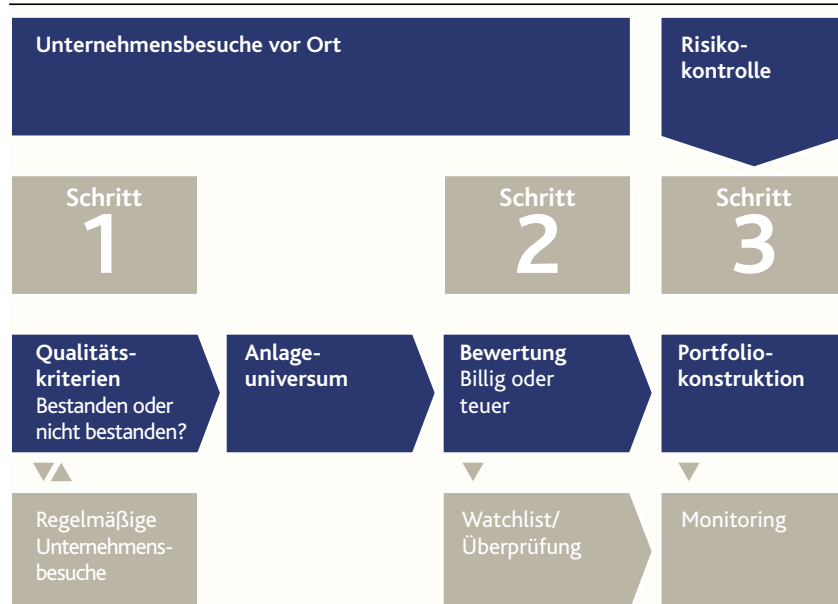 Unternehmensbesuche vor Ort
Risiko-
kontrolle
Schritt
1
Schritt
2
Schritt
3
Qualitäts-
kriterien
Bestanden oder
nicht bestanden?
Anlage-
universum
Bewertung
Billig oder
teuer
Portfolio-
konstruktion
Regelmäßige
Unternehmens-
besuche
Watchlist/
Überprüfung
Monitoring